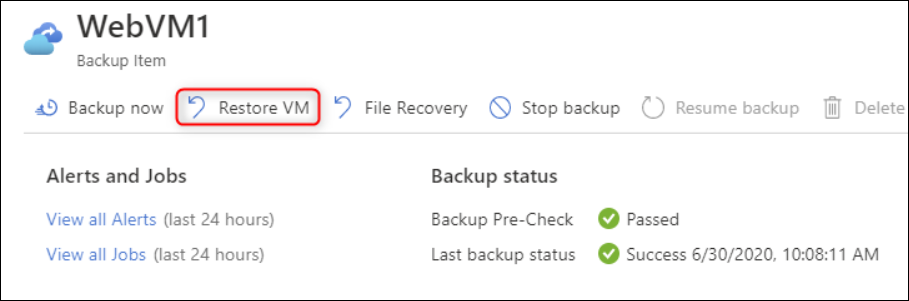 WebVM1
Backup Item
Backup now Restore VM File Recovery Stop backup Resume backup Delete
Alerts and Jobs Backup status
View all Alerts (last 24 hours) Backup Pre-Check Passed
View all Jobs (last 24 hours) Last backup status Success 6/30/2020, 10:08:11 AM